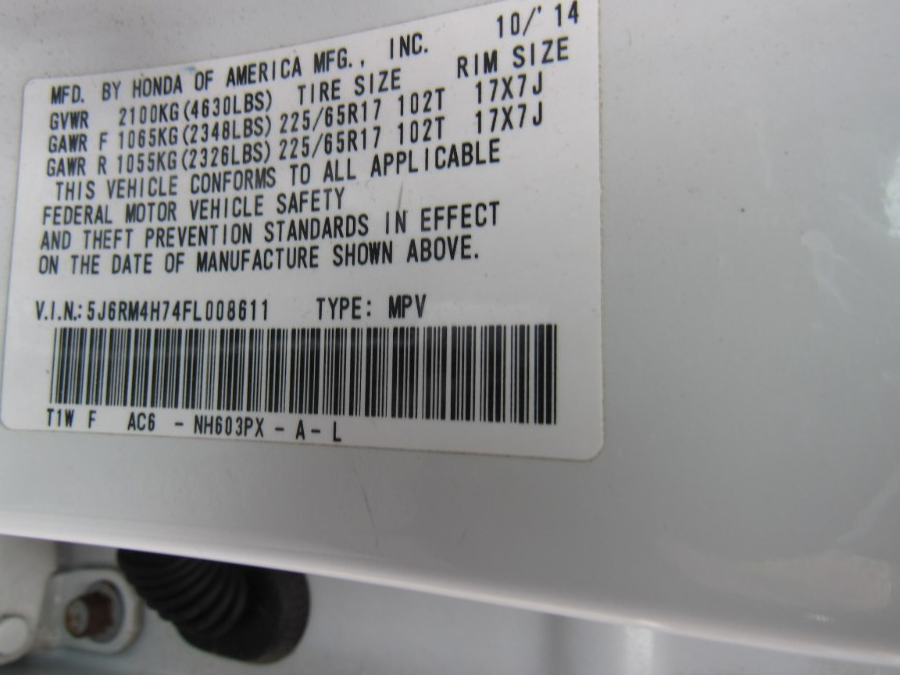 10/'14
MFD. BY HONDA OF AMERICA MFG., INC.
GVWR 2100KG(4630LBS) TIRE SIZE RIM SIZE
GAWR F 1065KG(2348LBS) 225/65R17 102T 17X7J
GAWR R 1055KG(2326LBS) 225/65R17 102T 17X7J
THIS VEHICLE CONFORMS TO ALL APPLICABLE
FEDERAL MOTOR VEHICLE SAFETY
AND THEFT PREVENTION STANDARDS IN EFFECT
ON THE DATE OF MANUFACTURE SHOWN ABOVE.
V.I.N.: 5J6RM4H74FL008611 TYPE: MPV
T1W F AC6 - NH603PX - A - L